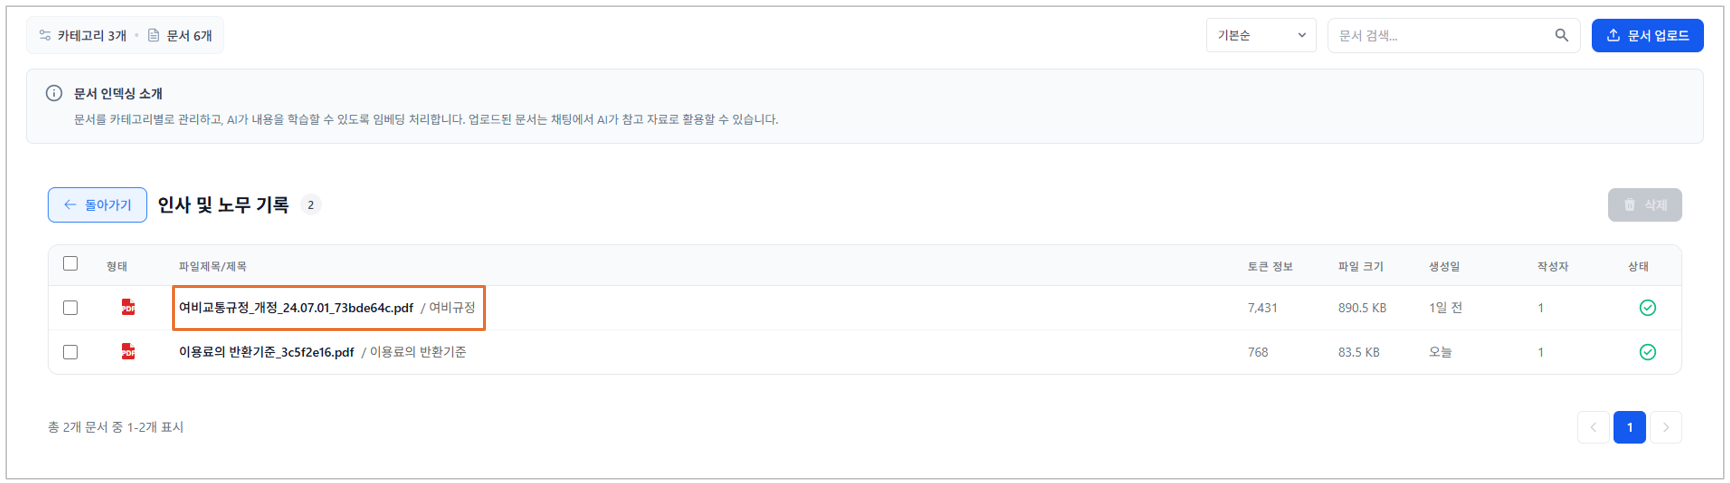 카테고리 3개 • 문서 6개
기본순
문서 검색...
문서 업로드
문서 인덱싱 소개
문서를 카테고리별로 관리하고, AI가 내용을 학습할 수 있도록 임베딩 처리합니다. 업로드된 문서는 채팅에서 AI가 참고 자료로 활용할 수 있습니다.
← 돌아가기 인사 및 노무 기록 2
삭제
형태 파일제목/제목 토큰 정보 파일 크기 생성일 작성자 상태
PDF 여비교통규정_개정_24.07.01_73bde64c.pdf / 여비규정 7,431 890.5 KB 1일 전 1
PDF 이용료의 반환기준_3c5f2e16.pdf / 이용료의 반환기준 768 83.5 KB 오늘 1
총 2개 문서 중 1-2개 표시
1